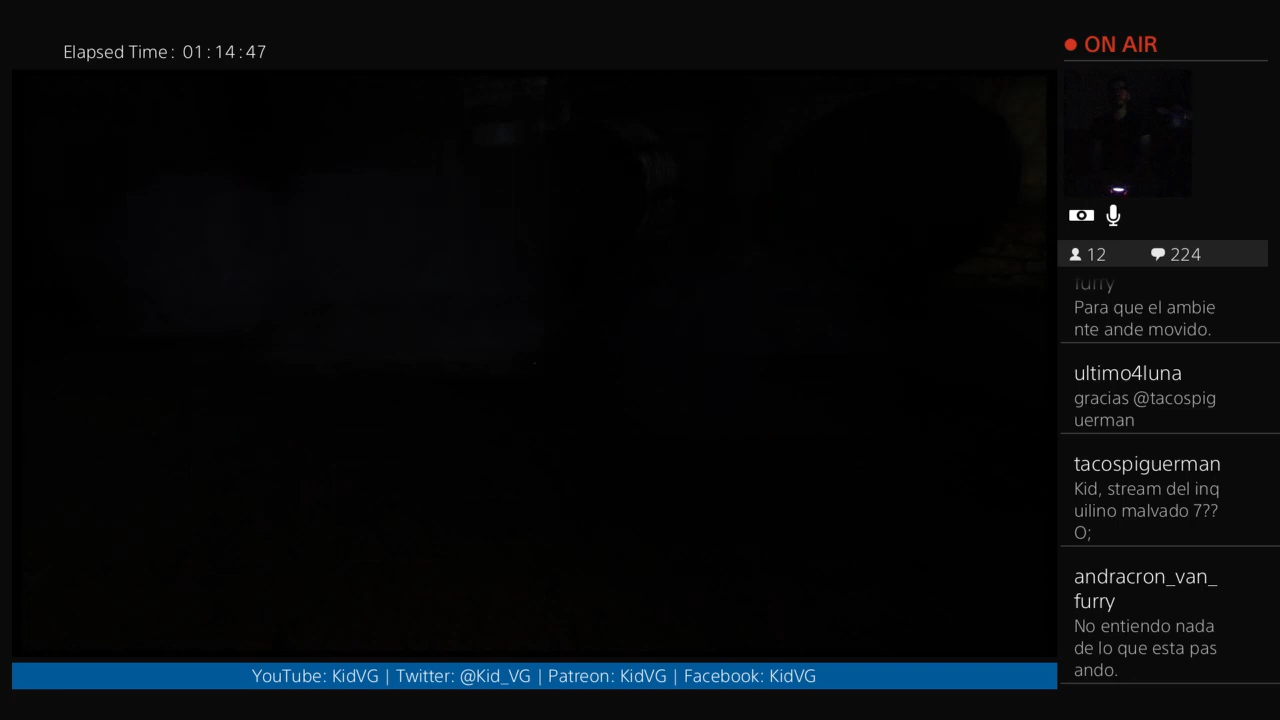 Elapsed Time: 01:14:47
ON AIR
12 224
furry
Para que el ambie
nte ande movido.
ultimo4luna
gracias @tacospig
uerman
tacospiguerman
Kid, stream del inq
uilino malvado 7??
O;
andracron_van_
furry
No entiendo nada
de lo que esta pas
ando.
YouTube: KidVG | Twitter: @Kid_VG | Patreon: KidVG | Facebook: KidVG